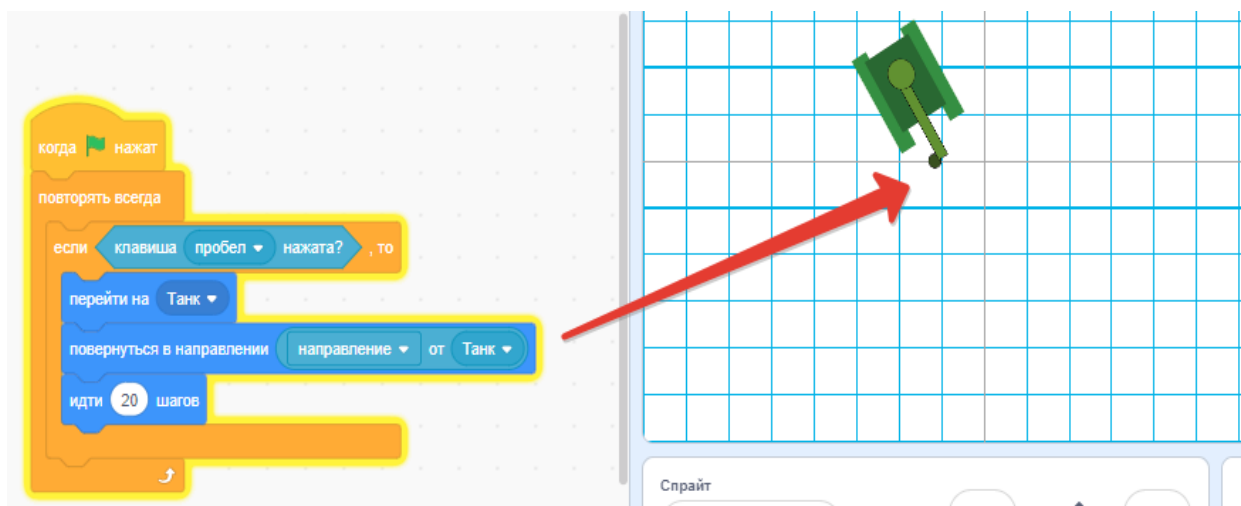 когда нажат
повторять всегда
если клавиша пробел нажата? , то
перейти на Танк
повернуться в направлении направление от Танк
идти 20 шагов
Спрайт